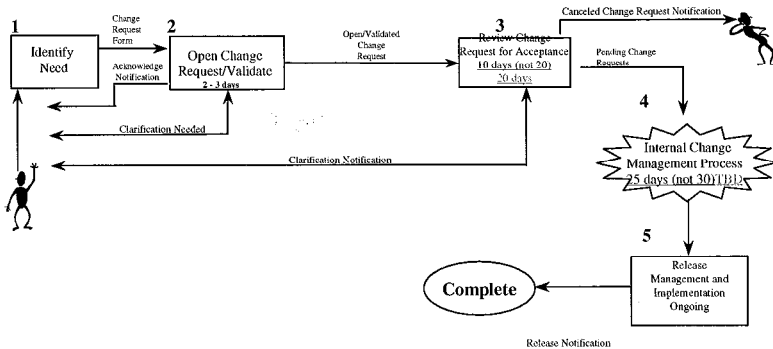 1
Identify
Need
Change
Request
Form
Acknowledge
Notification
2
Open Change
Request/Validate
2 - 3 days
Clarification Needed
Clarification Notification
Open/Validated
Change
Request
3
Review Change
Request for Acceptance
10 days (not 20)
20 days
Canceled Change Request Notification
Pending Change
Requests
4
Internal Change
Management Process
25 days (not 30)TBD
5
Release
Management and
Implementation
Ongoing
Complete
Release Notification